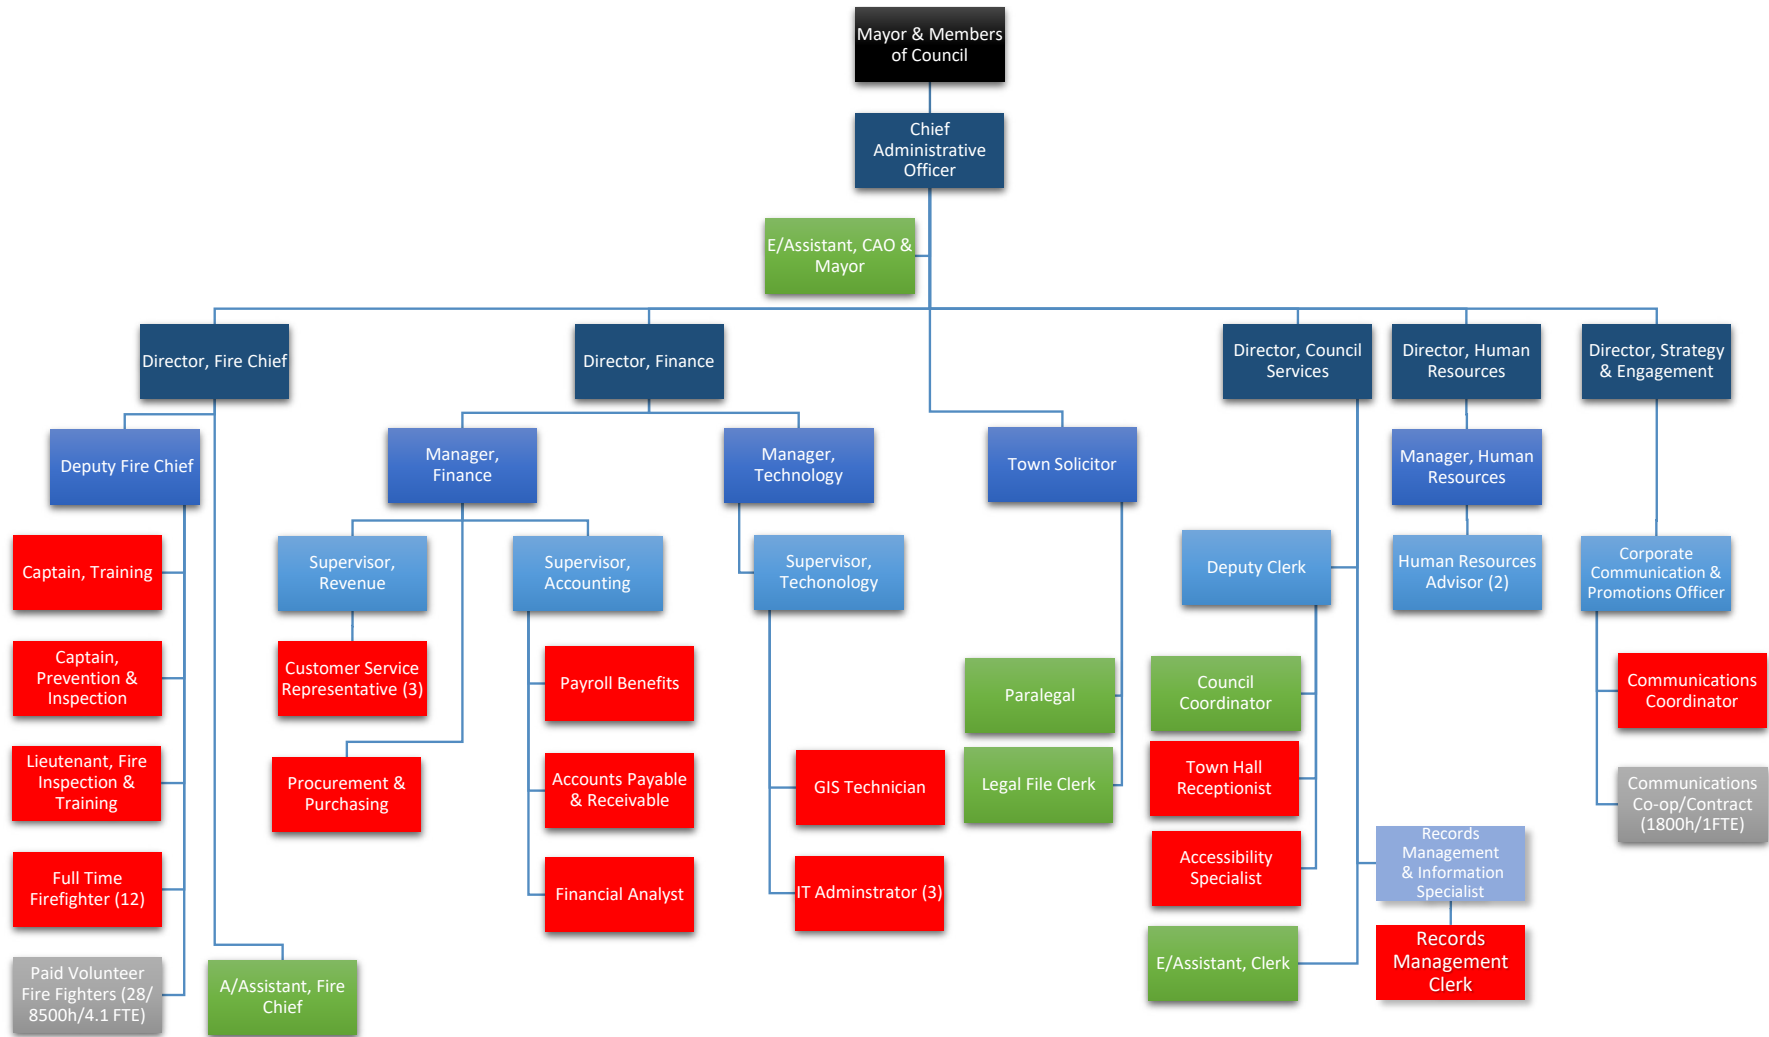 Mayor & Members
of Council
Chief
Administrative
Officer
E/Assistant, CAO &
Mayor
Director, Fire Chief
Director, Finance
Director, Council
Services
Director, Human
Resources
Director, Strategy
& Engagement
Deputy Fire Chief
Manager,
Finance
Manager,
Technology
Town Solicitor
Manager, Human
Resources
Captain, Training
Supervisor,
Revenue
Supervisor,
Accounting
Supervisor,
Techonology
Deputy Clerk
Human Resources
Advisor (2)
Corporate
Communication &
Promotions Officer
Captain,
Prevention &
Inspection
Customer Service
Representative (3)
Payroll Benefits
Paralegal
Council
Coordinator
Communications
Coordinator
Lieutenant, Fire
Inspection &
Training
Procurement &
Purchasing
Accounts Payable
& Receivable
GIS Technician
Legal File Clerk
Town Hall
Receptionist
Communications
Co-op/Contract
(1800h/1FTE)
Full Time
Firefighter (12)
Financial Analyst
IT Adminstrator (3)
Accessibility
Specialist
Records
Management
& Information
Specialist
Paid Volunteer
Fire Fighters (28/
8500h/4.1 FTE)
A/Assistant, Fire
Chief
E/Assistant, Clerk
Records
Management
Clerk